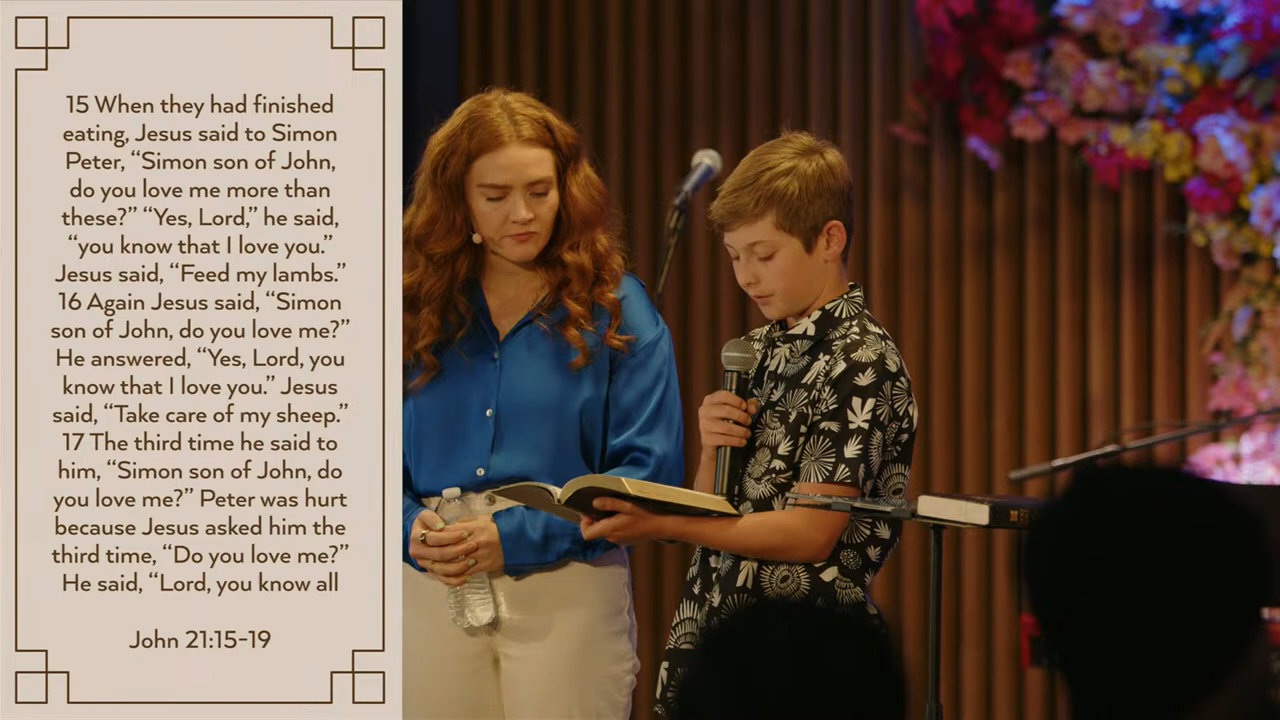 15 When they had finished
eating, Jesus said to Simon
Peter, “Simon son of John,
do you love me more than
these?” “Yes, Lord,” he said,
“you know that I love you.”
Jesus said, “Feed my lambs.”
16 Again Jesus said, “Simon
son of John, do you love me?”
He answered, “Yes, Lord, you
know that I love you.” Jesus
said, “Take care of my sheep.”
17 The third time he said to
him, “Simon son of John, do
you love me?” Peter was hurt
because Jesus asked him the
third time, “Do you love me?”
He said, “Lord, you know all
John 21:15-19